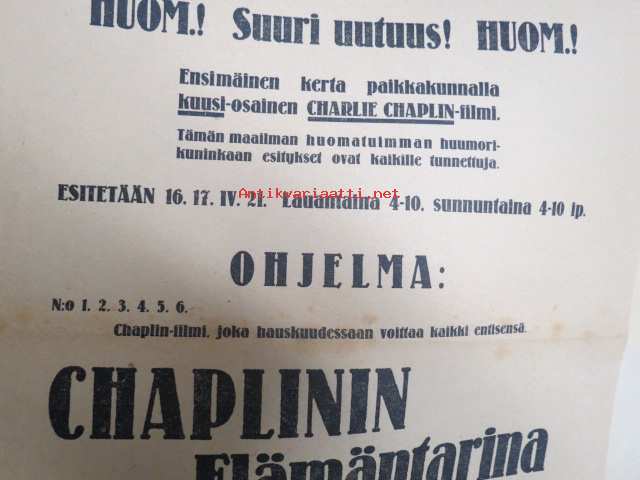 HUOM.! Suuri uutuus! HUOM.!
Ensimäinen kerta paikkakunnalla
kuusi-osainen CHARLIE CHAPLIN-filmi.
Tämän maailman huomatuimman huumori-
kuninkaan esitykset ovat kaikille tunnettuja.
Antikvariaatti.net
ESITETÄÄN 16. 17. IV. 21. Lauantaina 4-10, sunnuntaina 4-10 ip.
OHJELMA:
N:o 1. 2. 3. 4. 5. 6.
Chaplin-filmi, joka hauskuudessaan voittaa kaikki entisensä.
CHAPLININ
Elämäntarina